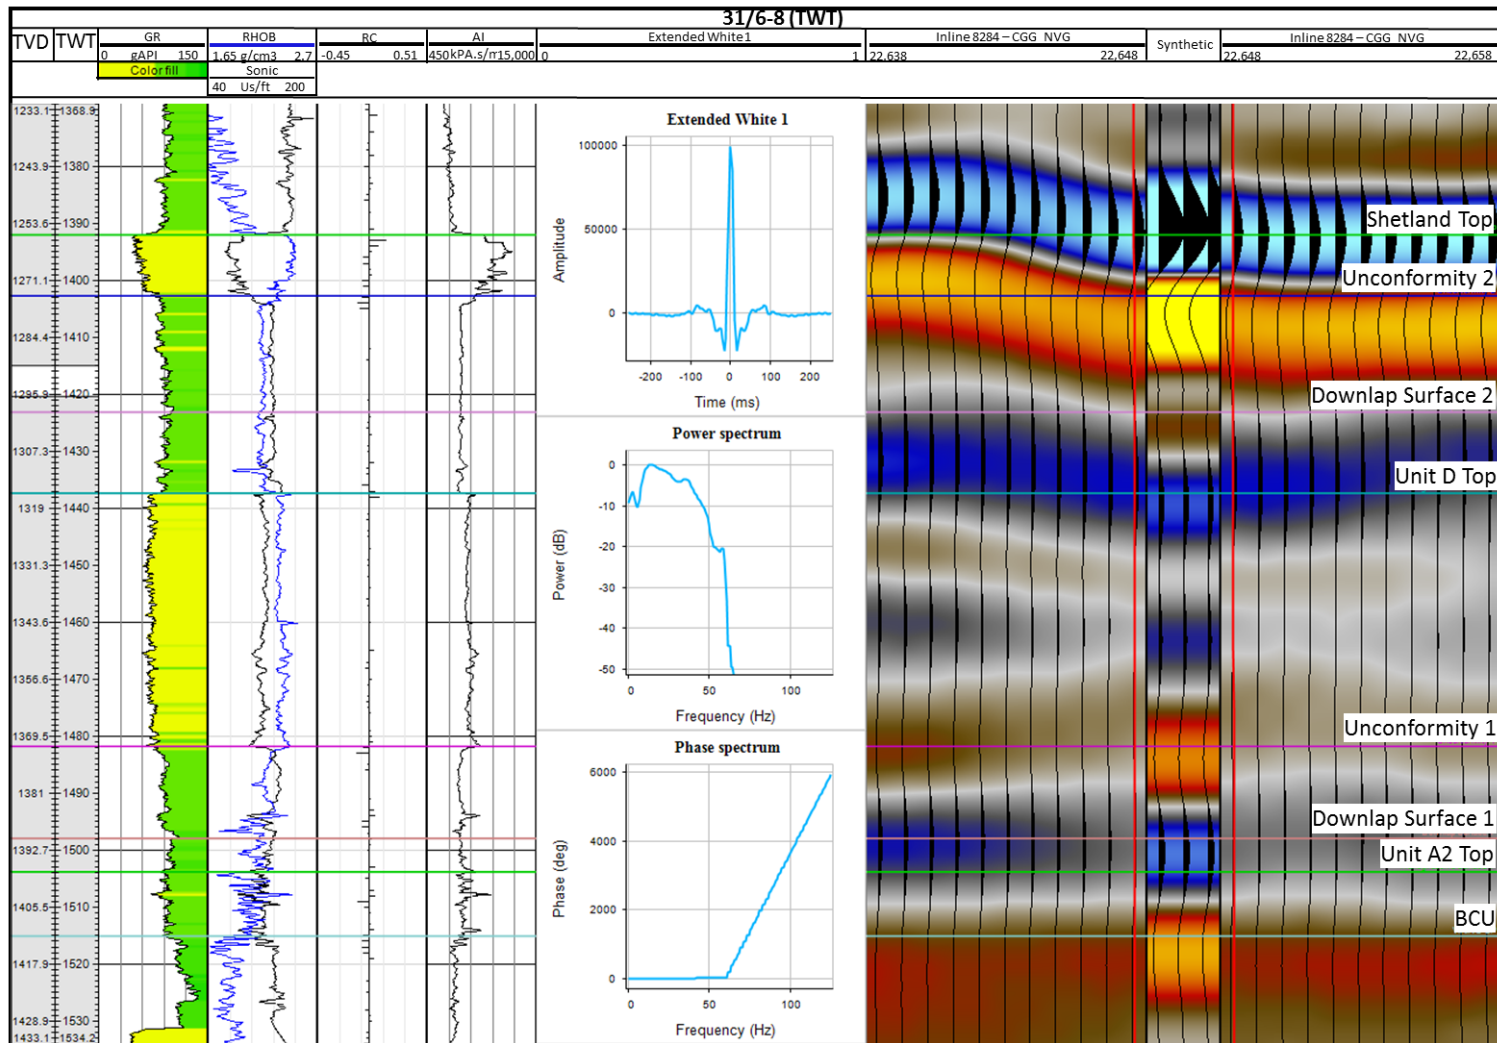 31/6-8 (TWT)
TVD TWT GR RHOB RC AI Extended White1 Inline 8284 – CGG NVG Synthetic Inline 8284 – CGG NVG
0 gAPI 150 1.65 g/cm3 2.7 -0.45 0.51 450kPA.s/m15,000 0 1 22.638 22,648 22.648 22,658
Color fill Sonic
40 Us/ft 200
1233.1 1368.9
1243.9 1380
1253.6 1390
1271.1 1400
1284.4 1410
1295.9 1420
1307.3 1430
1319 1440
1331.3 1450
1343.6 1460
1356.6 1470
1369.5 1480
1381 1490
1392.7 1500
1405.5 1510
1417.9 1520
1428.9 1530
1433.1 1534.2
Extended White 1
100000
50000
0
Amplitude
-200 -100 0 100 200
Time (ms)
Power spectrum
0
-10
-20
-30
-40
-50
Power (dB)
0 50 100
Frequency (Hz)
Phase spectrum
6000
4000
2000
0
Phase (deg)
0 50 100
Frequency (Hz)
Shetland Top
Unconformity 2
Downlap Surface 2
Unit D Top
Unconformity 1
Downlap Surface 1
Unit A2 Top
BCU